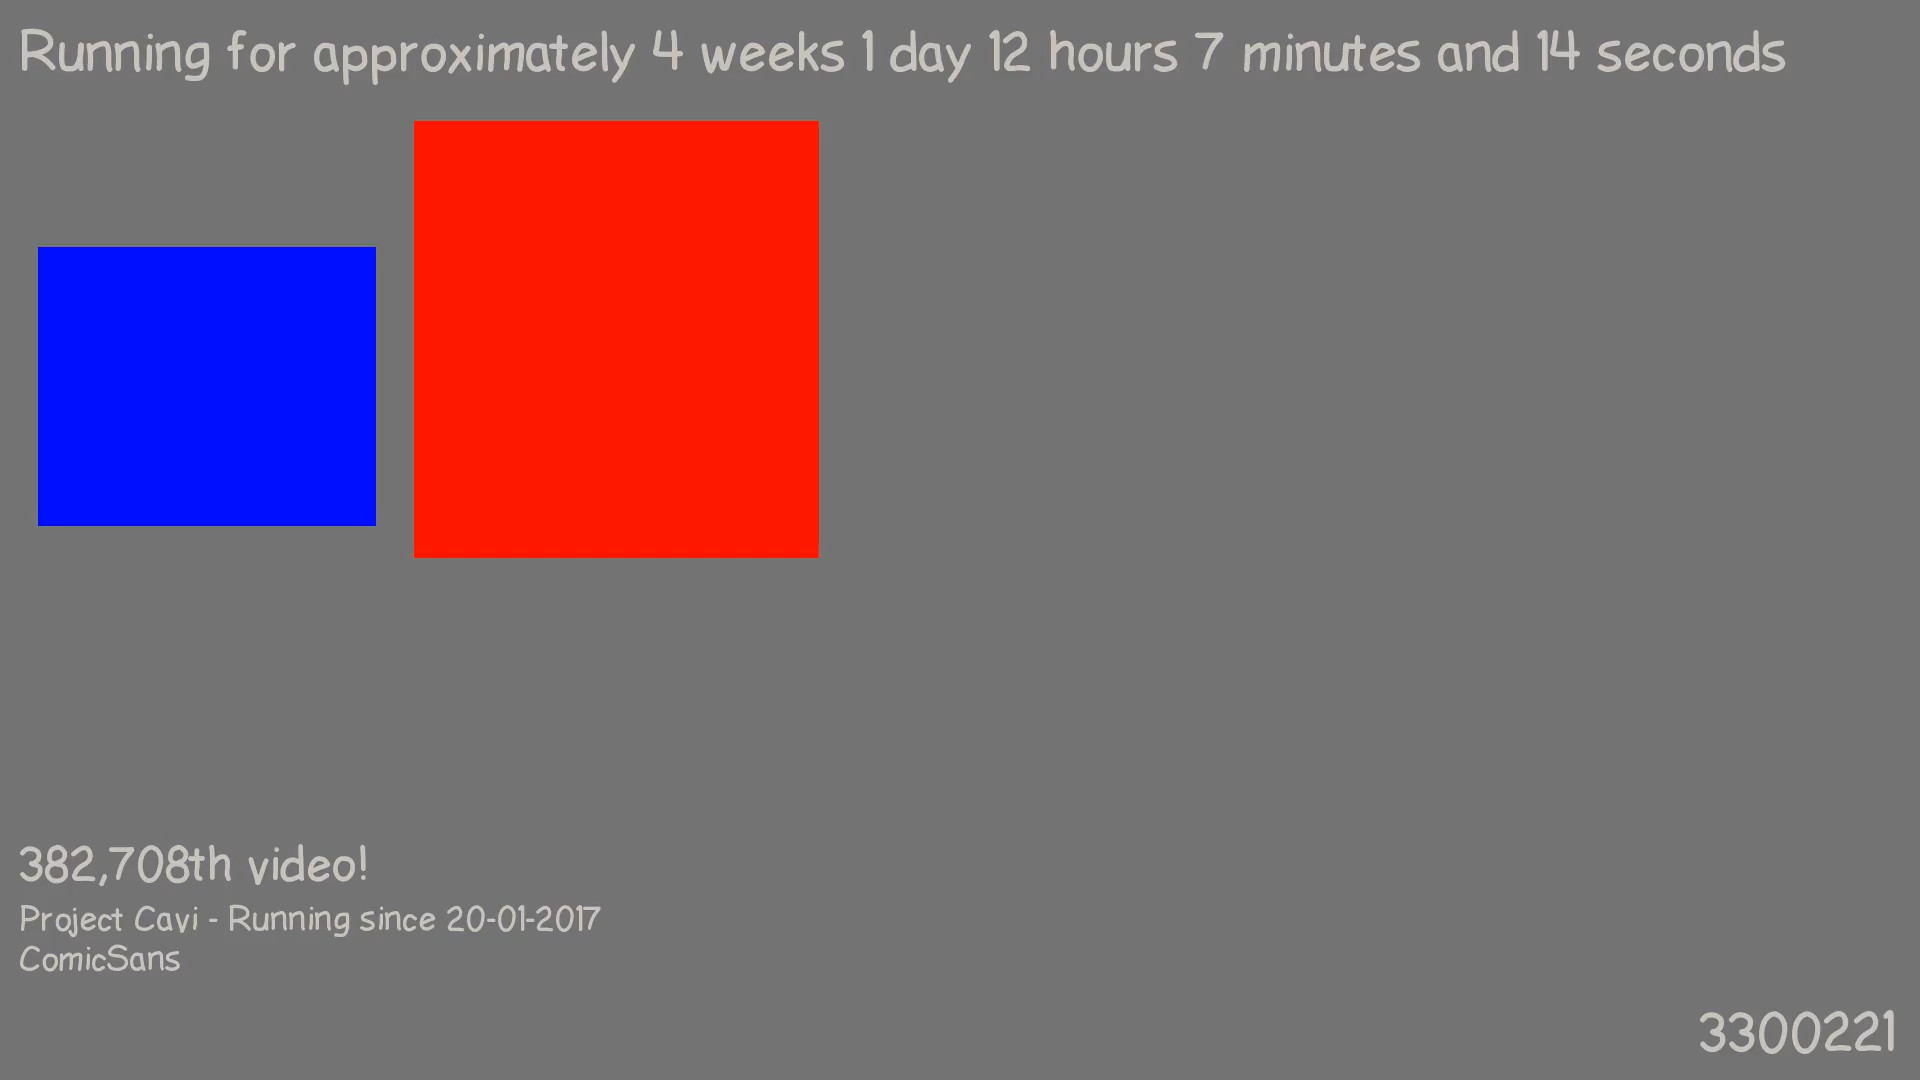 Running for approximately 4 weeks 1 day 12 hours 7 minutes and 14 seconds
382,708th video!
Project Cavi - Running since 20-01-2017
ComicSans
3300221